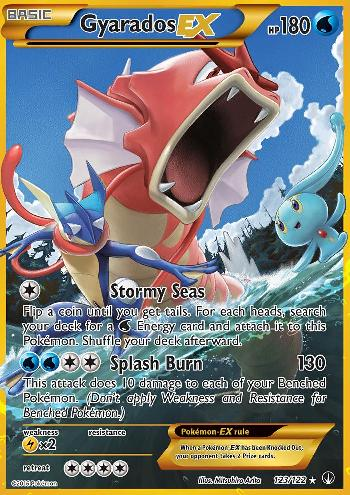 BASIC
Gyarados EX
HP180
Stormy Seas
Flip a coin until you get tails. For each heads, search
your deck for a Energy card and attach it to this
Pokémon. Shuffle your deck afterward.
Splash Burn 130
This attack does 10 damage to each of your Benched
Pokémon. (Don't apply Weakness and Resistance for
Benched Pokémon.)
weakness
resistance
×2
retreat
Pokémon-EX rule
When a Pokémon-EX has been Knocked Out,
your opponent takes 2 Prize cards.
©2016 Pokémon
Illus. Mitsuhiro Arita
123/122